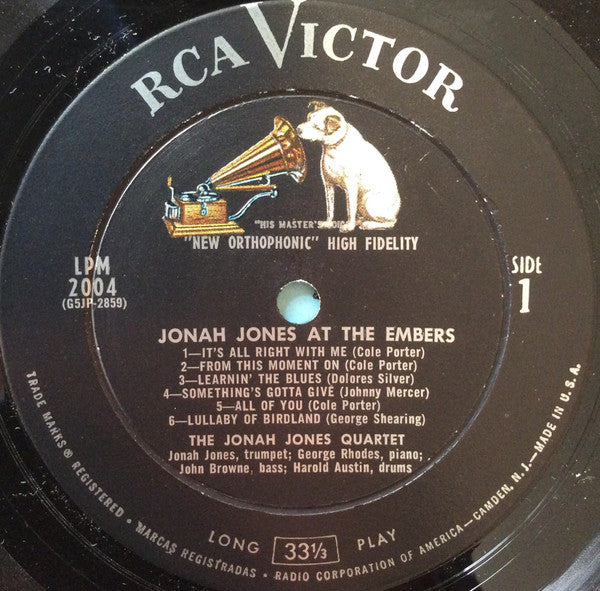 RCA VICTOR
"HIS MASTER'S VOICE"
"NEW ORTHOPHONIC" HIGH FIDELITY
LPM
2004
(G5JP-2859)
SIDE
1
JONAH JONES AT THE EMBERS
1—IT'S ALL RIGHT WITH ME (Cole Porter)
2—FROM THIS MOMENT ON (Cole Porter)
3—LEARNIN' THE BLUES (Dolores Silver)
4—SOMETHING'S GOTTA GIVE (Johnny Mercer)
5—ALL OF YOU (Cole Porter)
6—LULLABY OF BIRDLAND (George Shearing)
THE JONAH JONES QUARTET
Jonah Jones, trumpet; George Rhodes, piano;
John Browne, bass; Harold Austin, drums
LONG 33⅓ PLAY
TRADE MARKS ® REGISTERED • MARCAS REGISTRADAS • RADIO CORPORATION OF AMERICA—CAMDEN, N. J.—MADE IN U.S.A.